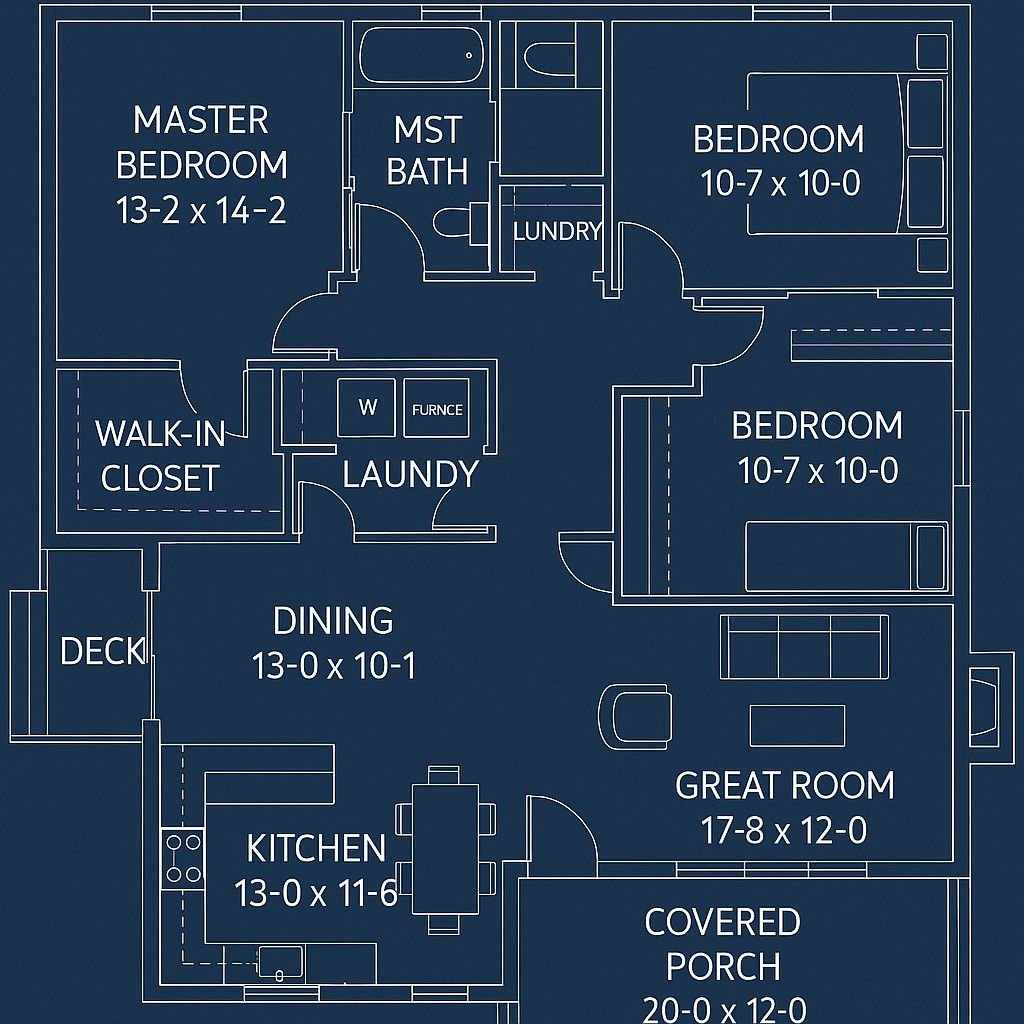 MASTER
BEDROOM
13-2 x 14-2
MST
BATH
LUNDRY
BEDROOM
10-7 x 10-0
WALK-IN
CLOSET
W
FURNCE
LAUNDY
BEDROOM
10-7 x 10-0
DECK
DINING
13-0 x 10-1
KITCHEN
13-0 x 11-6
GREAT ROOM
17-8 x 12-0
COVERED
PORCH
20-0 x 12-0